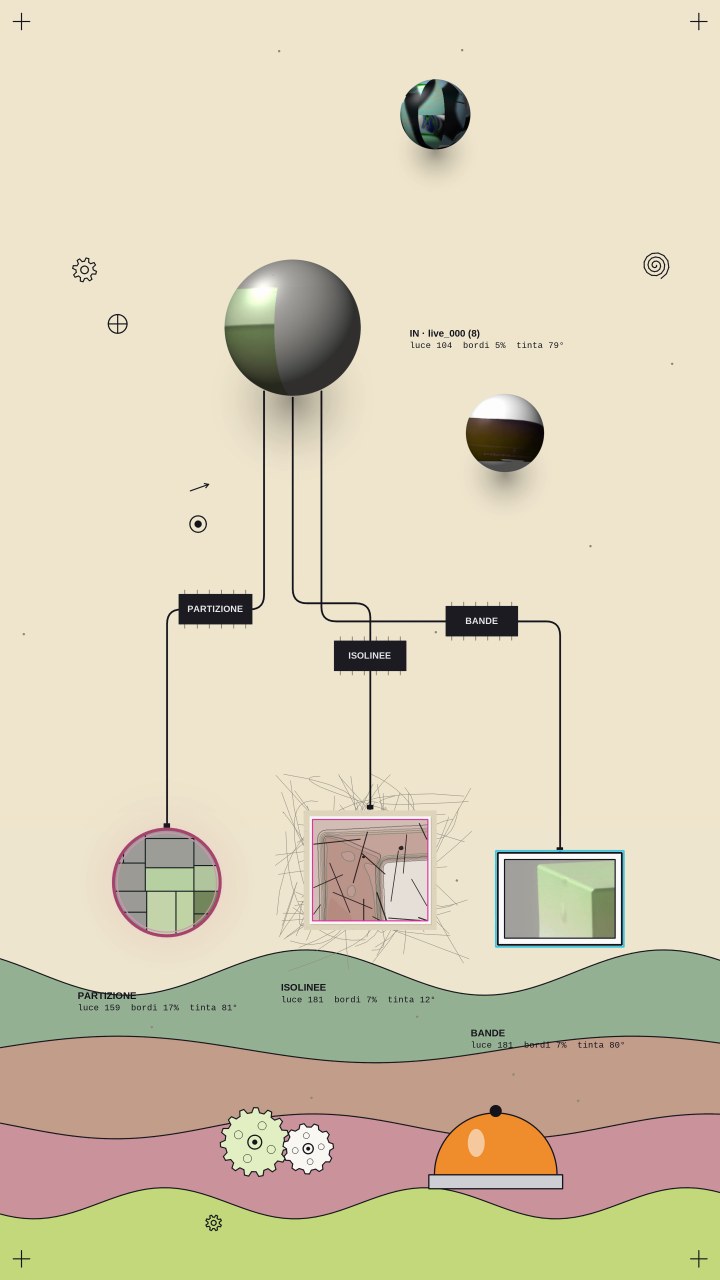 IN · live_000 (8)
luce 104  bordi 5%  tinta 79°
PARTIZIONE
BANDE
ISOLINEE
ISOLINEE
luce 181  bordi 7%  tinta 12°
PARTIZIONE
luce 159  bordi 17%  tinta 81°
BANDE
luce 181  bordi 7%  tinta 80°